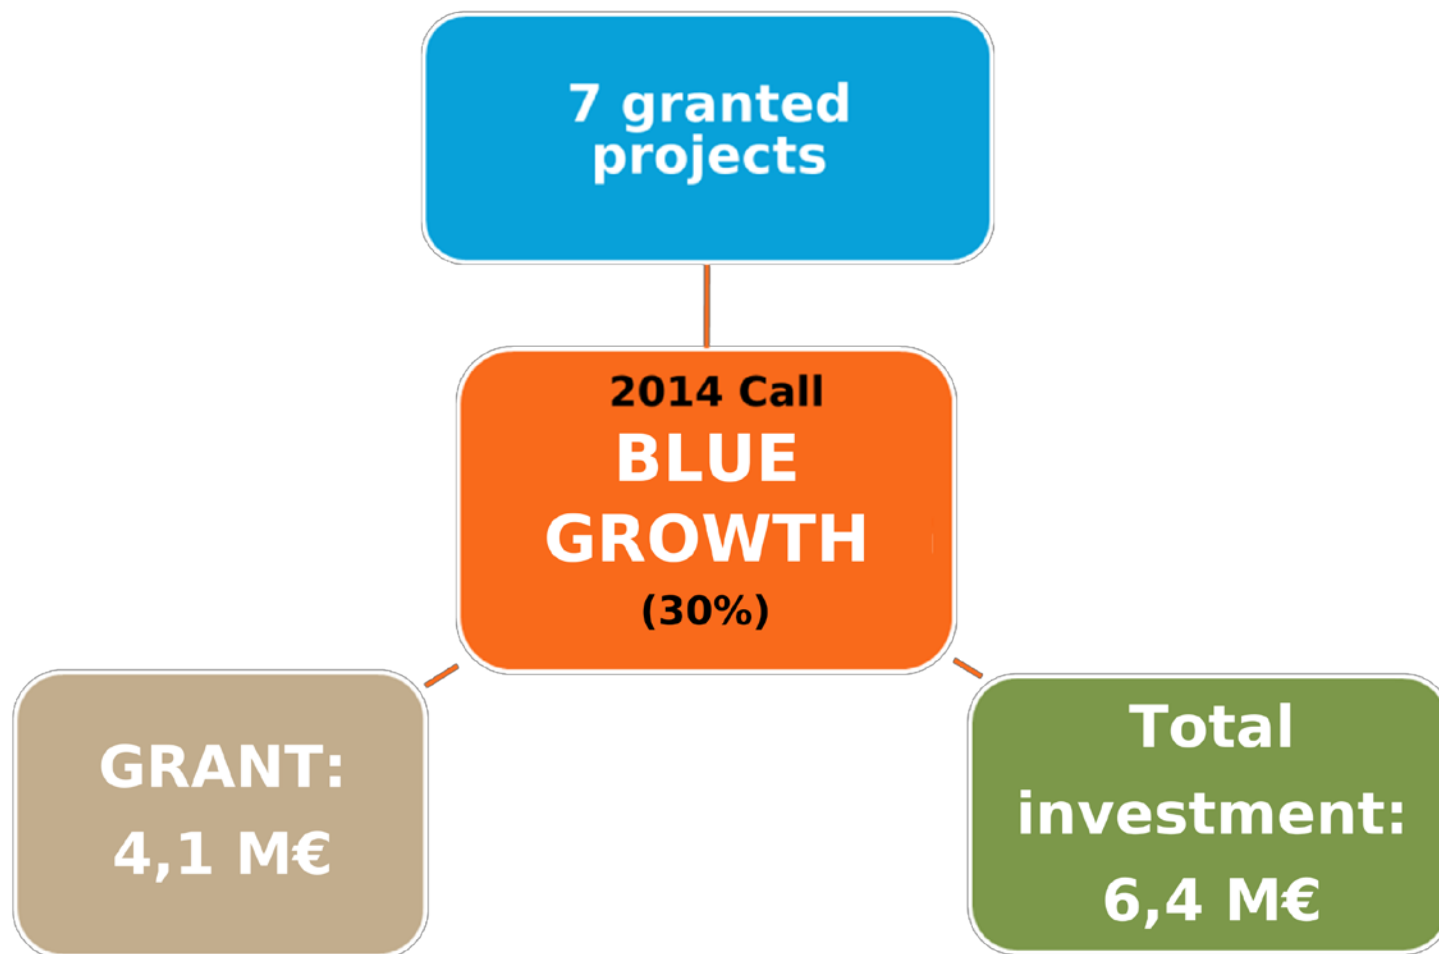 7 granted
projects
2014 Call
BLUE
GROWTH
(30%)
GRANT:
4,1 M€
Total
investment:
6,4 M€